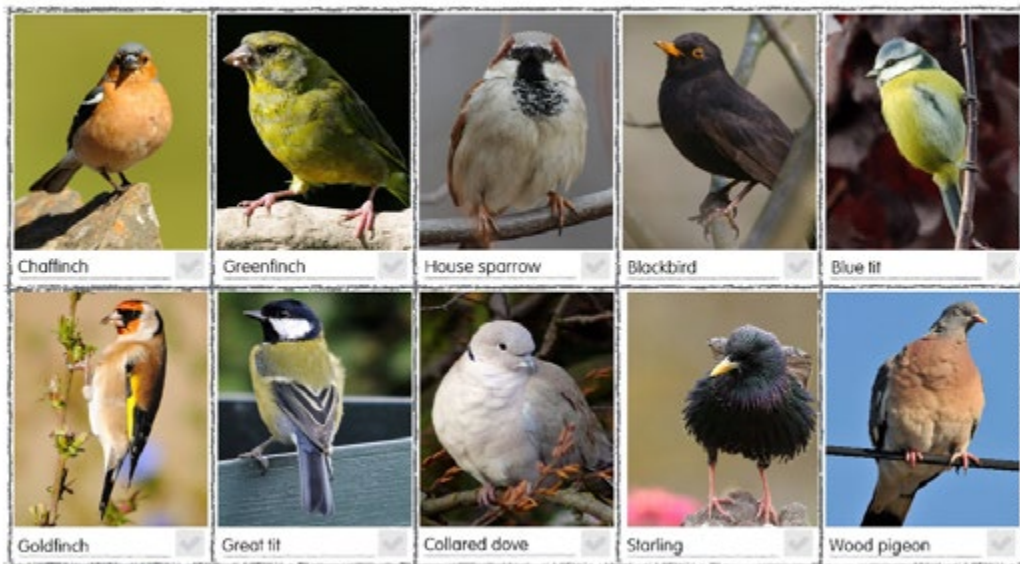 Chaffinch
Greenfinch
House sparrow
Blackbird
Blue tit
Goldfinch
Great tit
Collared dove
Starling
Wood pigeon